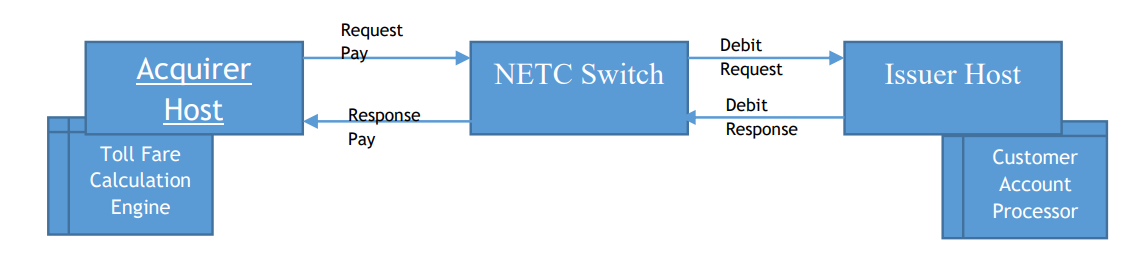 Request
Pay
Acquirer
Host
NETC Switch
Debit
Request
Issuer Host
Response
Pay
Debit
Response
Toll Fare
Calculation
Engine
Customer
Account
Processor